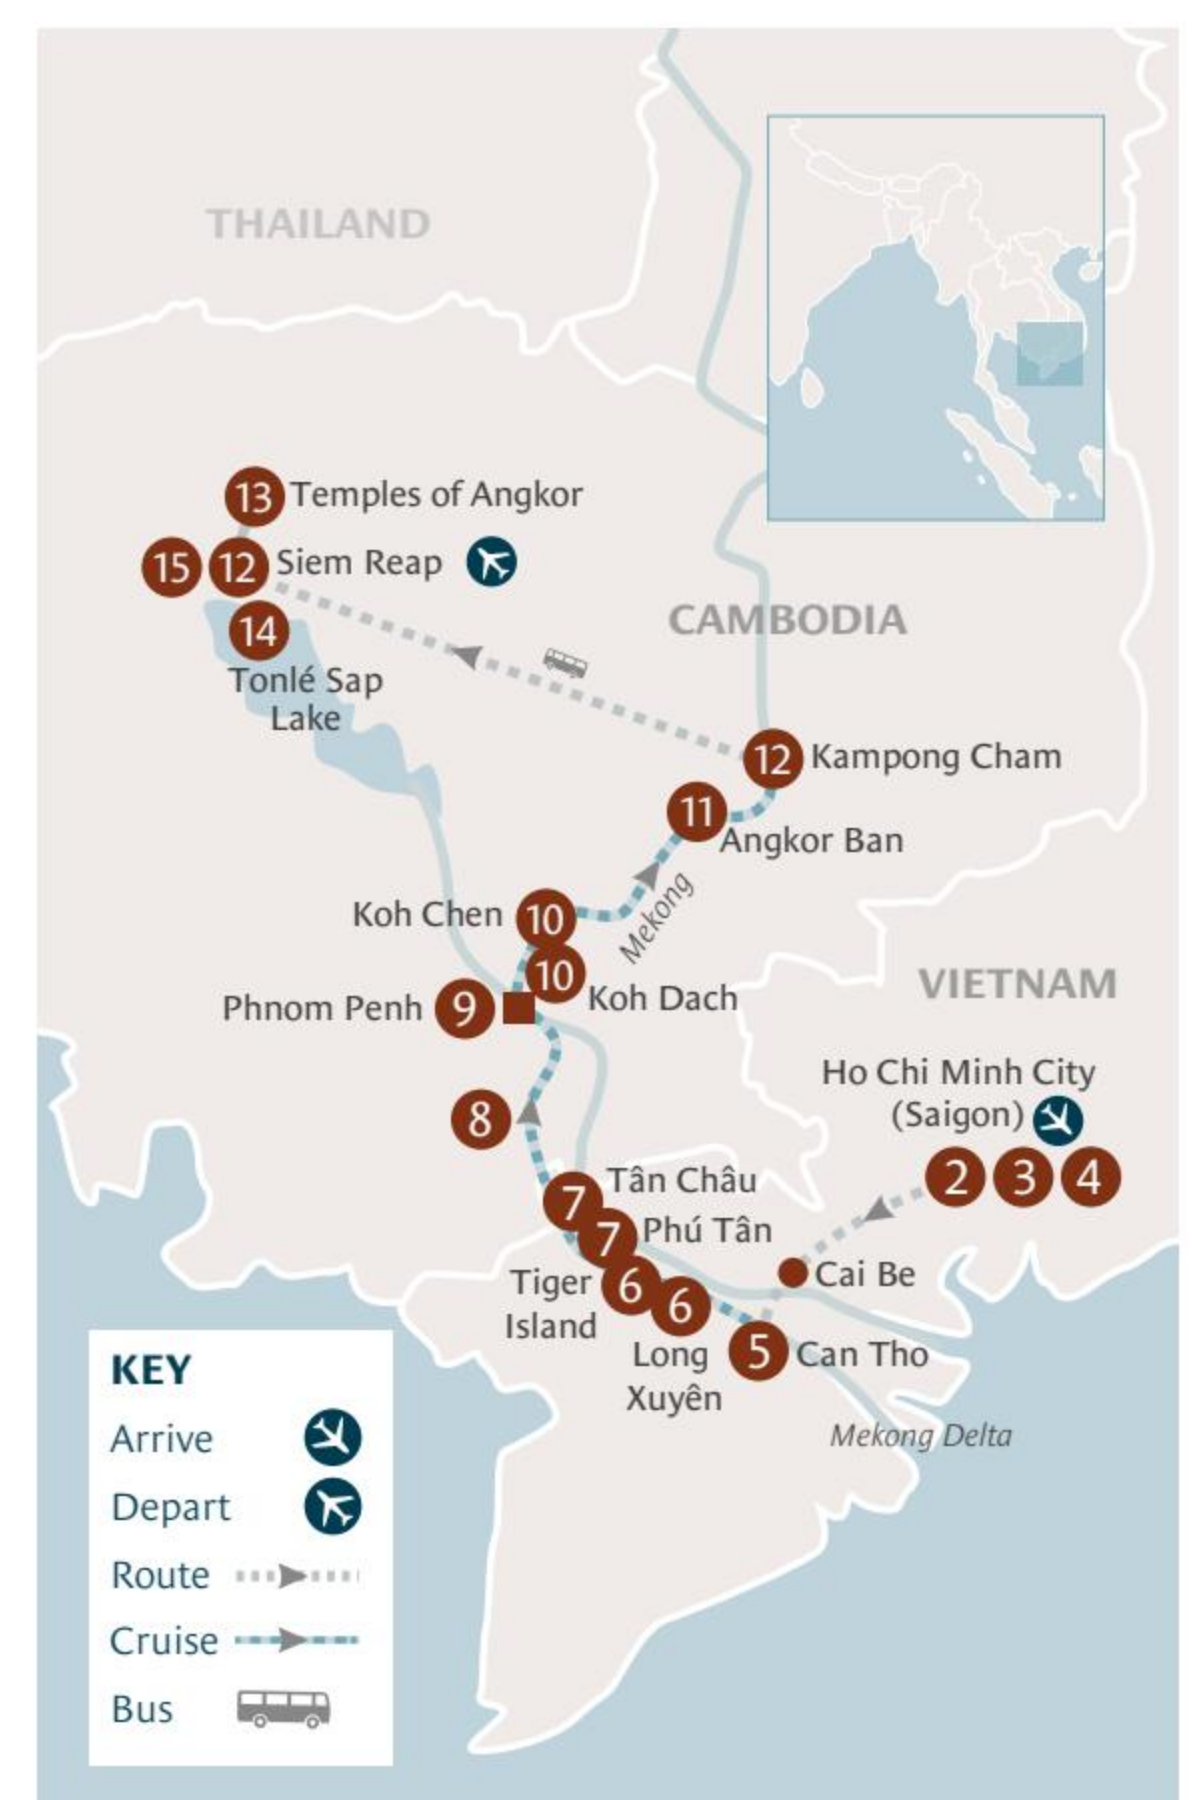 THAILAND
13 Temples of Angkor
15 12 Siem Reap
14
Tonlé Sap
Lake
CAMBODIA
12 Kampong Cham
11
Angkor Ban
Mekong
Koh Chen 10
10
Koh Dach
Phnom Penh 9
VIETNAM
Ho Chi Minh City
(Saigon)
2 3 4
8
7 Tân Châu
7 Phú Tân
Cai Be
Tiger
Island
6
6
Long
Xuyên
5 Can Tho
Mekong Delta
KEY
Arrive
Depart
Route
Cruise
Bus